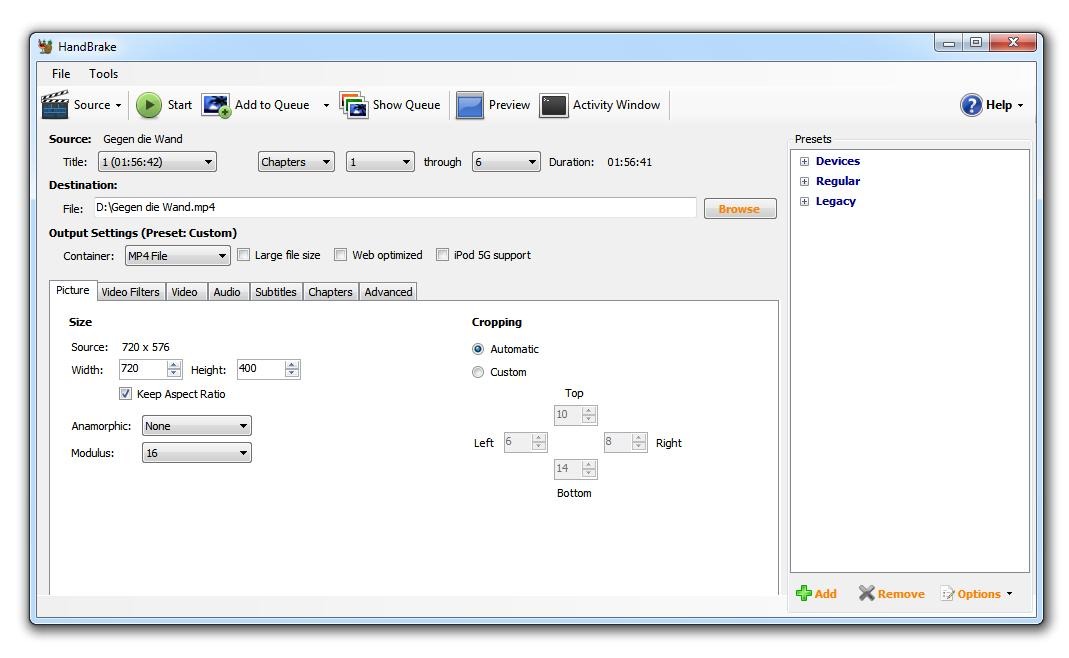 HandBrake
File Tools
Source Start Add to Queue Show Queue Preview Activity Window Help
Source: Gegen die Wand
Title: 1 (01:56:42) Chapters 1 through 6 Duration: 01:56:41
Destination:
File: D:\Gegen die Wand.mp4 Browse
Output Settings (Preset: Custom)
Container: MP4 File Large file size Web optimized iPod 5G support
Picture Video Filters Video Audio Subtitles Chapters Advanced
Size
Source: 720 x 576
Width: 720 Height: 400
Keep Aspect Ratio
Anamorphic: None
Modulus: 16
Cropping
Automatic
Custom
Top
10
Left 6 8 Right
14
Bottom
Presets
Devices
Regular
Legacy
Add Remove Options